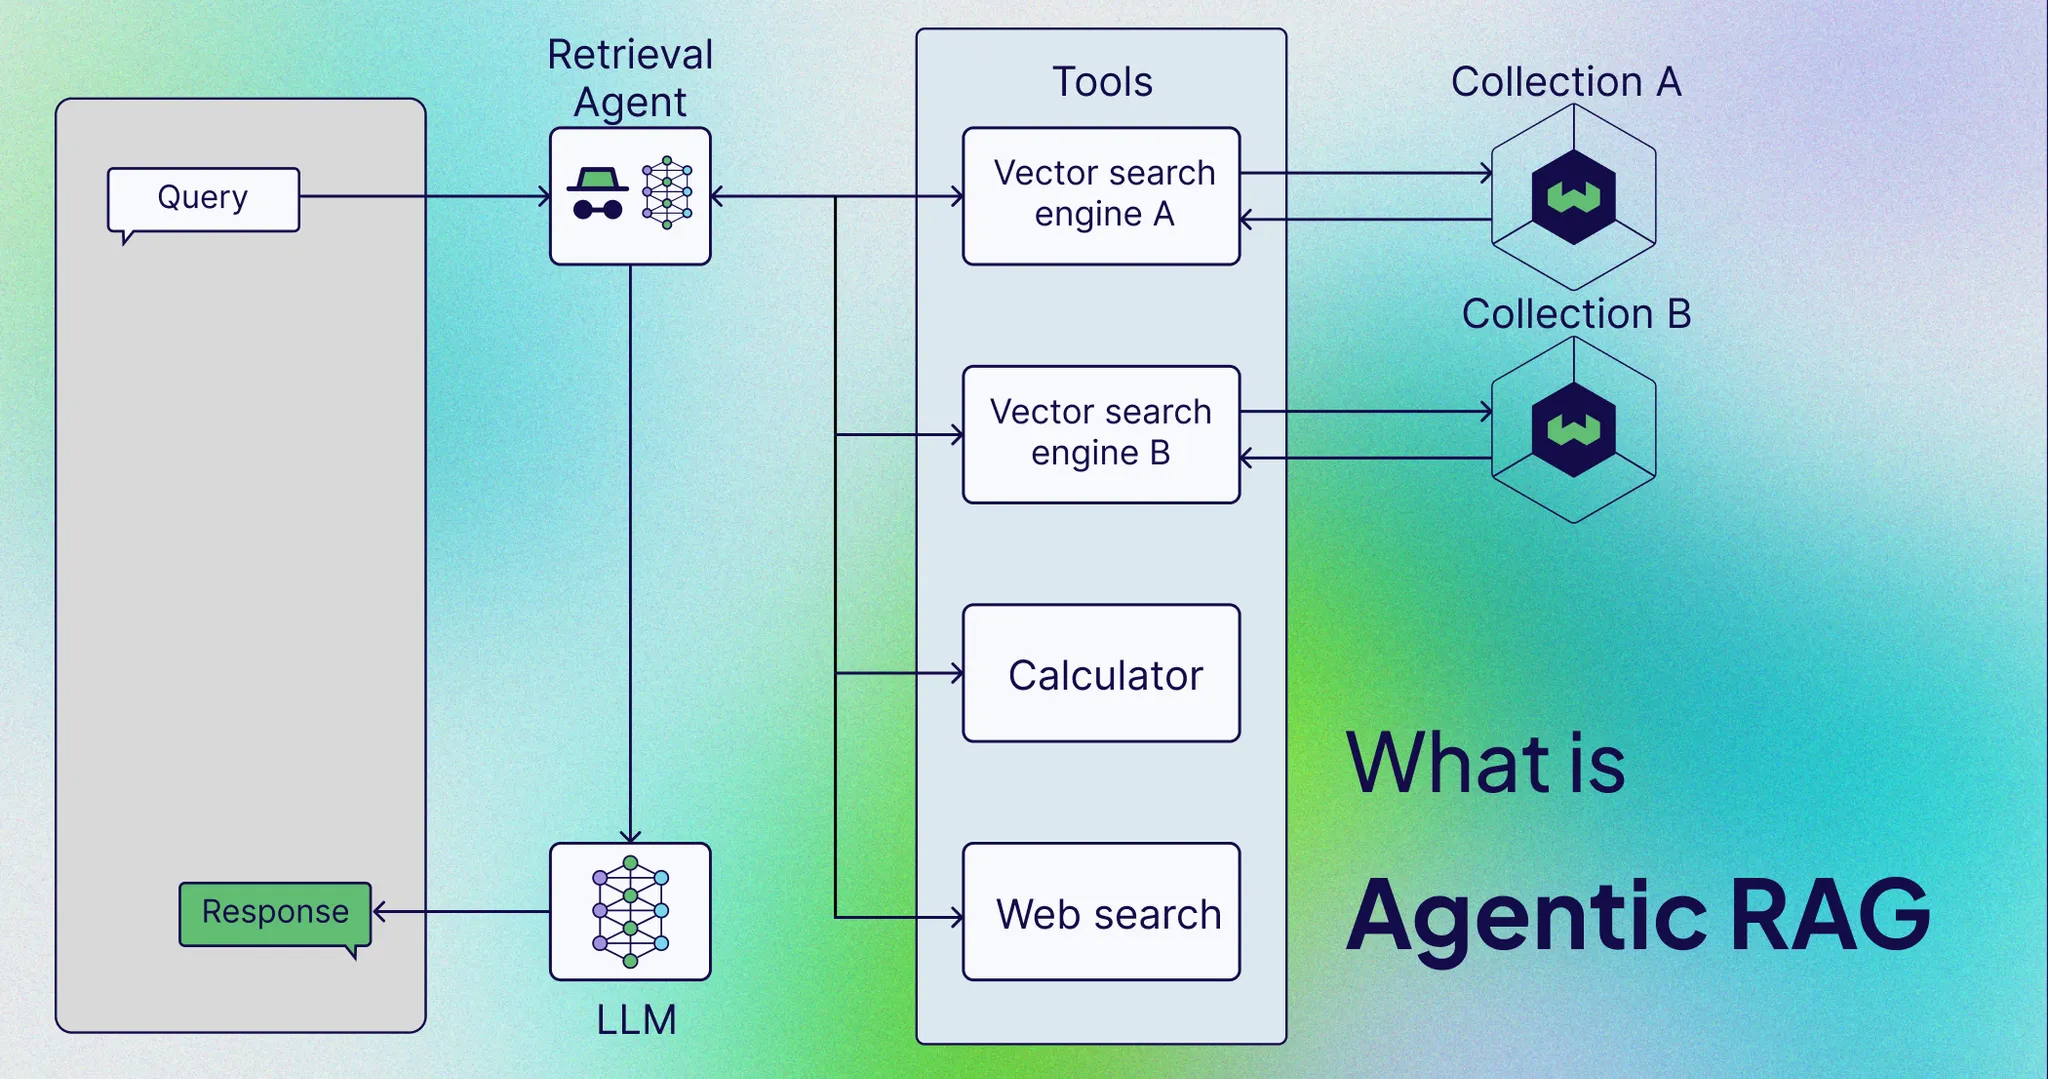 Retrieval
Agent
Query
Tools
Vector search
engine A
Collection A
Vector search
engine B
Collection B
Calculator
Web search
Response
LLM
What is
Agentic RAG